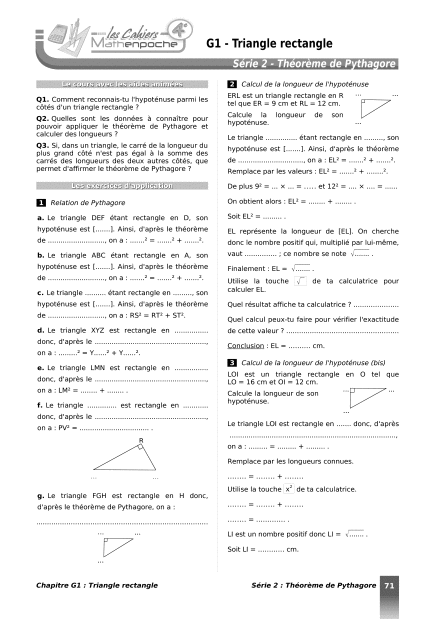 les Cahiers
Mathenpoche
4e
G1 - Triangle rectangle
Série 2 - Théorème de Pythagore
Le cours avec les aides animées
Q1. Comment reconnais-tu l'hypoténuse parmi les
côtés d'un triangle rectangle ?
Q2. Quelles sont les données à connaître pour
pouvoir appliquer le théorème de Pythagore et
calculer des longueurs ?
Q3. Si, dans un triangle, le carré de la longueur du
plus grand côté n'est pas égal à la somme des
carrés des longueurs des deux autres côtés, que
permet d'affirmer le théorème de Pythagore ?
Les exercices d'application
1 Relation de Pythagore
a. Le triangle DEF étant rectangle en D, son
hypoténuse est [.......]. Ainsi, d'après le théorème
de ........................, on a : .......² = .......² + .......².
b. Le triangle ABC étant rectangle en A, son
hypoténuse est [.......]. Ainsi, d'après le théorème
de ........................, on a : .......² = .......² + .......².
c. Le triangle ......... étant rectangle en ........, son
hypoténuse est [.......]. Ainsi, d'après le théorème
de ........................, on a : RS² = RT² + ST².
d. Le triangle XYZ est rectangle en ..............
donc, d'après le ..............................................,
on a : .........² = Y......² + Y......².
e. Le triangle LMN est rectangle en ..............
donc, d'après le ..............................................,
on a : LM² = ........ + ........ .
f. Le triangle .............. est rectangle en ...........
donc, d'après le ..............................................,
on a : PV² = ............................. .
R
... ...
g. Le triangle FGH est rectangle en H donc,
d'après le théorème de Pythagore, on a :
......................................................................
... ...
...
2 Calcul de la longueur de l'hypoténuse
ERL est un triangle rectangle en R
tel que ER = 9 cm et RL = 12 cm.
Calcule la longueur de son
hypoténuse.
... ...
...
Le triangle .............. étant rectangle en ........, son
hypoténuse est [.......]. Ainsi, d'après le théorème
de ..........................., on a : EL² = .......² + .......².
Remplace par les valeurs : EL² = .......² + ........².
De plus 9² = ... × ... = ..... et 12² = .... × .... = ......
On obtient alors : EL² = ........ + ........ .
Soit EL² = ........ .
EL représente la longueur de [EL]. On cherche
donc le nombre positif qui, multiplié par lui-même,
vaut .............. ; ce nombre se note √....... .
Finalement : EL = √....... .
Utilise la touche √ de ta calculatrice pour
calculer EL.
Quel résultat affiche ta calculatrice ? ...................
Quel calcul peux-tu faire pour vérifier l'exactitude
de cette valeur ? ..............................................
Conclusion : EL = .......... cm.
3 Calcul de la longueur de l'hypoténuse (bis)
LOI est un triangle rectangle en O tel que
LO = 16 cm et OI = 12 cm.
Calcule la longueur de son
hypoténuse.
... ...
...
Le triangle LOI est rectangle en ....... donc, d'après
....................................................................,
on a : ......... = ......... + ......... .
Remplace par les longueurs connues.
........ = ........ + ........
Utilise la touche x² de ta calculatrice.
........ = ........ + ........
........ = ............. .
LI est un nombre positif donc LI = √....... .
Soit LI = ............ cm.
Chapitre G1 : Triangle rectangle
Série 2 : Théorème de Pythagore 71